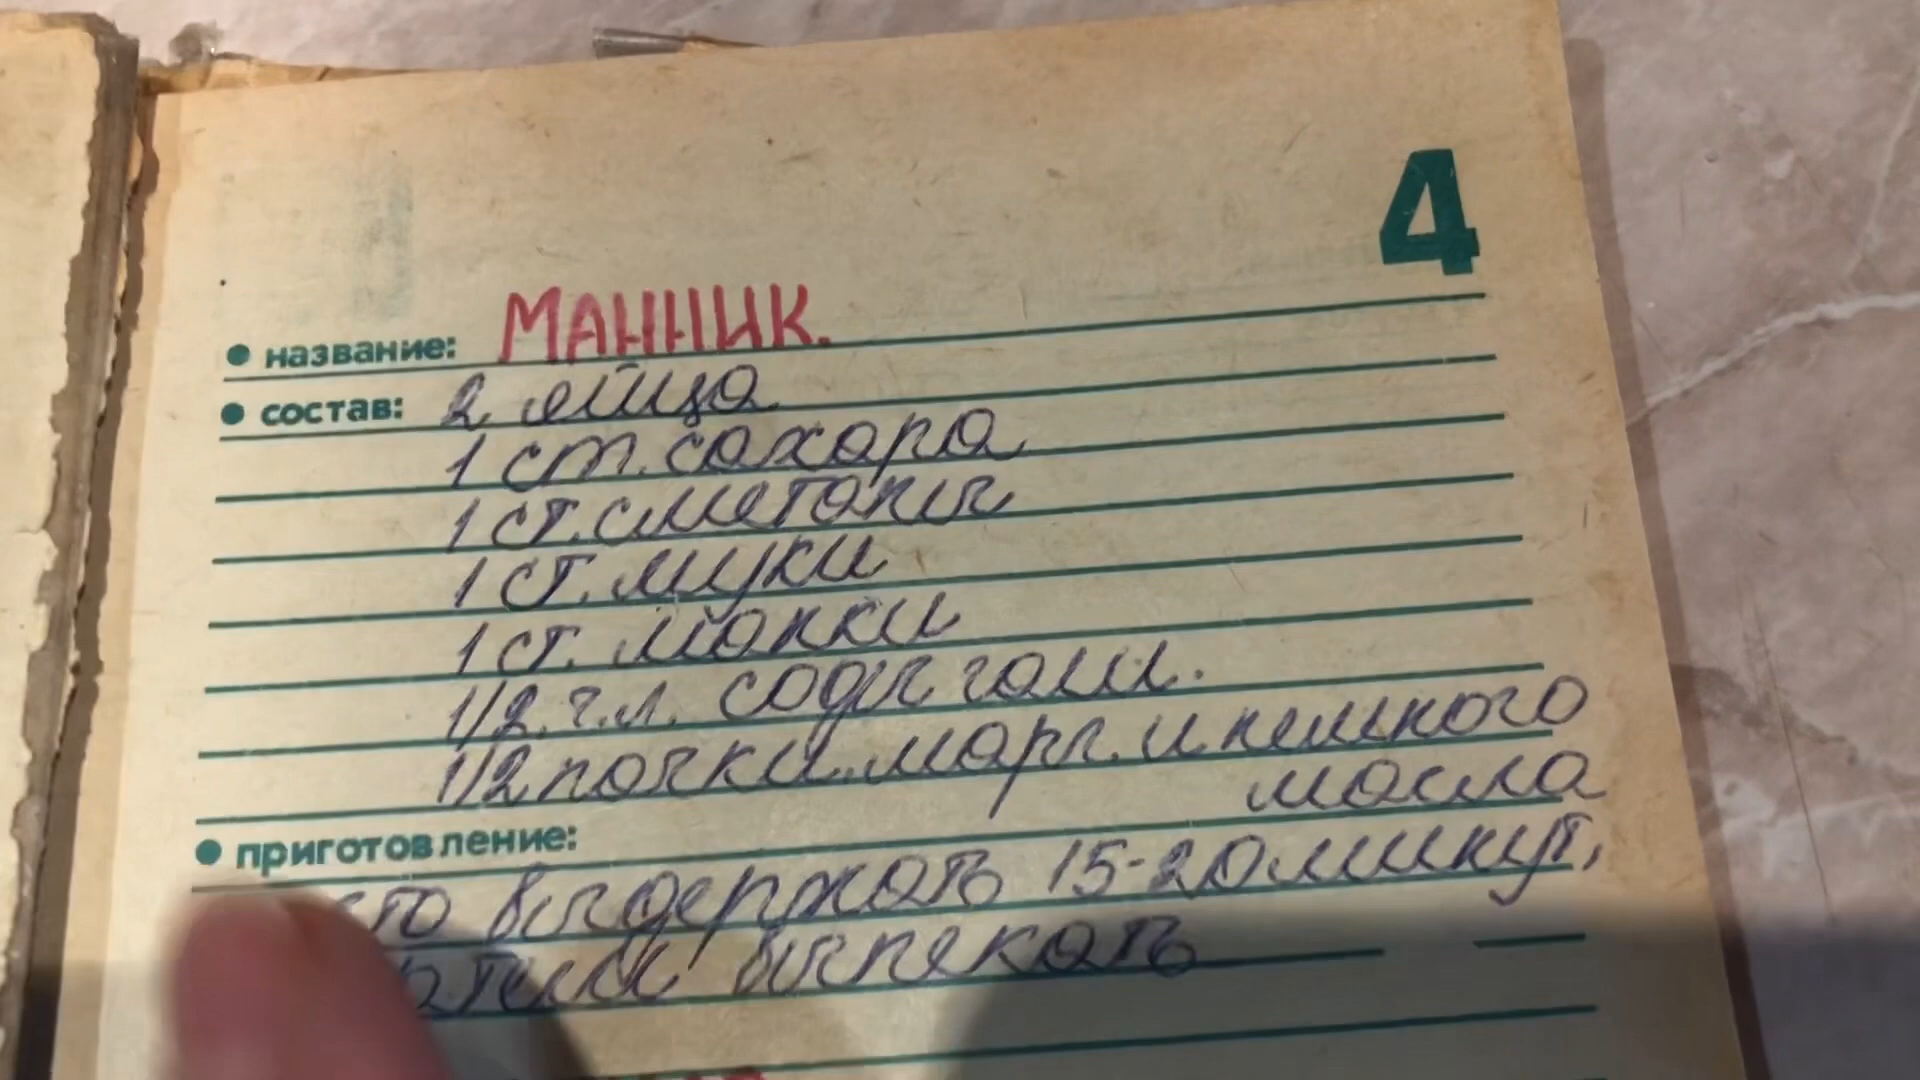 4
• название: МАННИК.
• состав: 2 яйца
1 ст. сахара
1 ст. сметаны
1 ст. муки
1 ст. манки
1/2 ч.л. соды гаш.
1/2 пачки марг. и немного
масла
• приготовление:
выдержать 15-20 минут,
выпекать